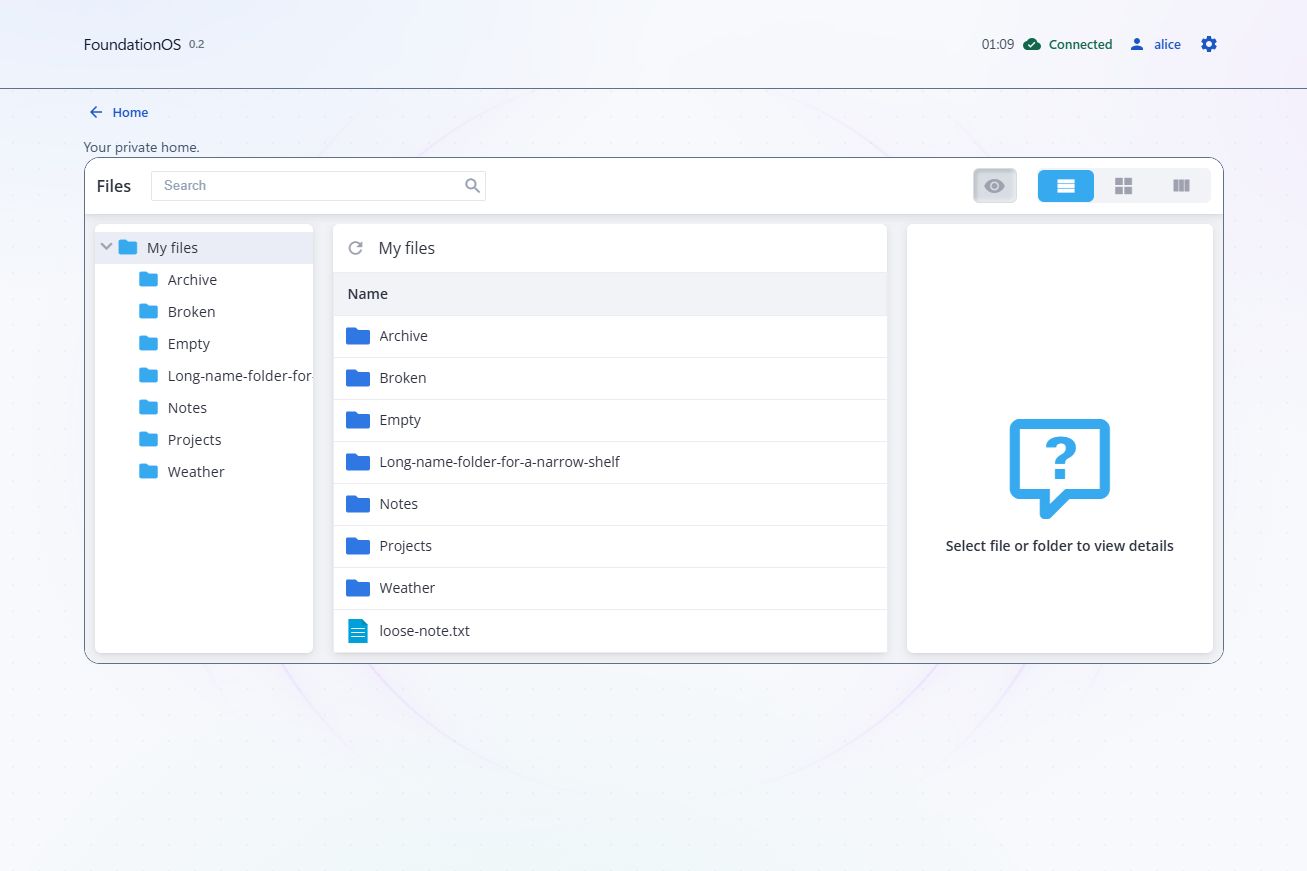 FoundationOS 0.2
01:09 Connected alice
Home
Your private home.
Files
Search
My files
Archive
Broken
Empty
Long-name-folder-for-
Notes
Projects
Weather
My files
Name
Archive
Broken
Empty
Long-name-folder-for-a-narrow-shelf
Notes
Projects
Weather
loose-note.txt
?
Select file or folder to view details